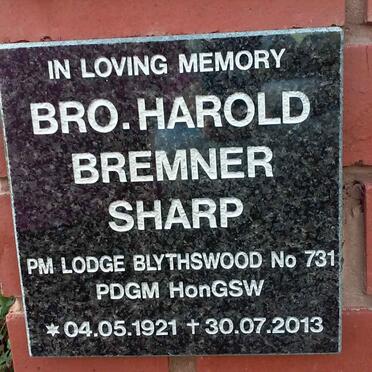 IN LOVING MEMORY
BRO. HAROLD
BREMNER
SHARP
PM LODGE BLYTHSWOOD No 731
PDGM HonGSW
* 04.05.1921 † 30.07.2013